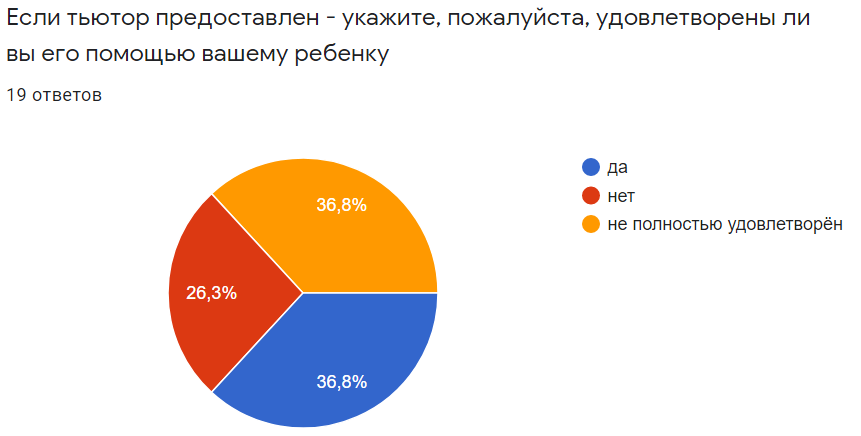 Если тьютор предоставлен - укажите, пожалуйста, удовлетворены ли
вы его помощью вашему ребенку
19 ответов
да
нет
не полностью удовлетворён
36,8%
26,3%
36,8%